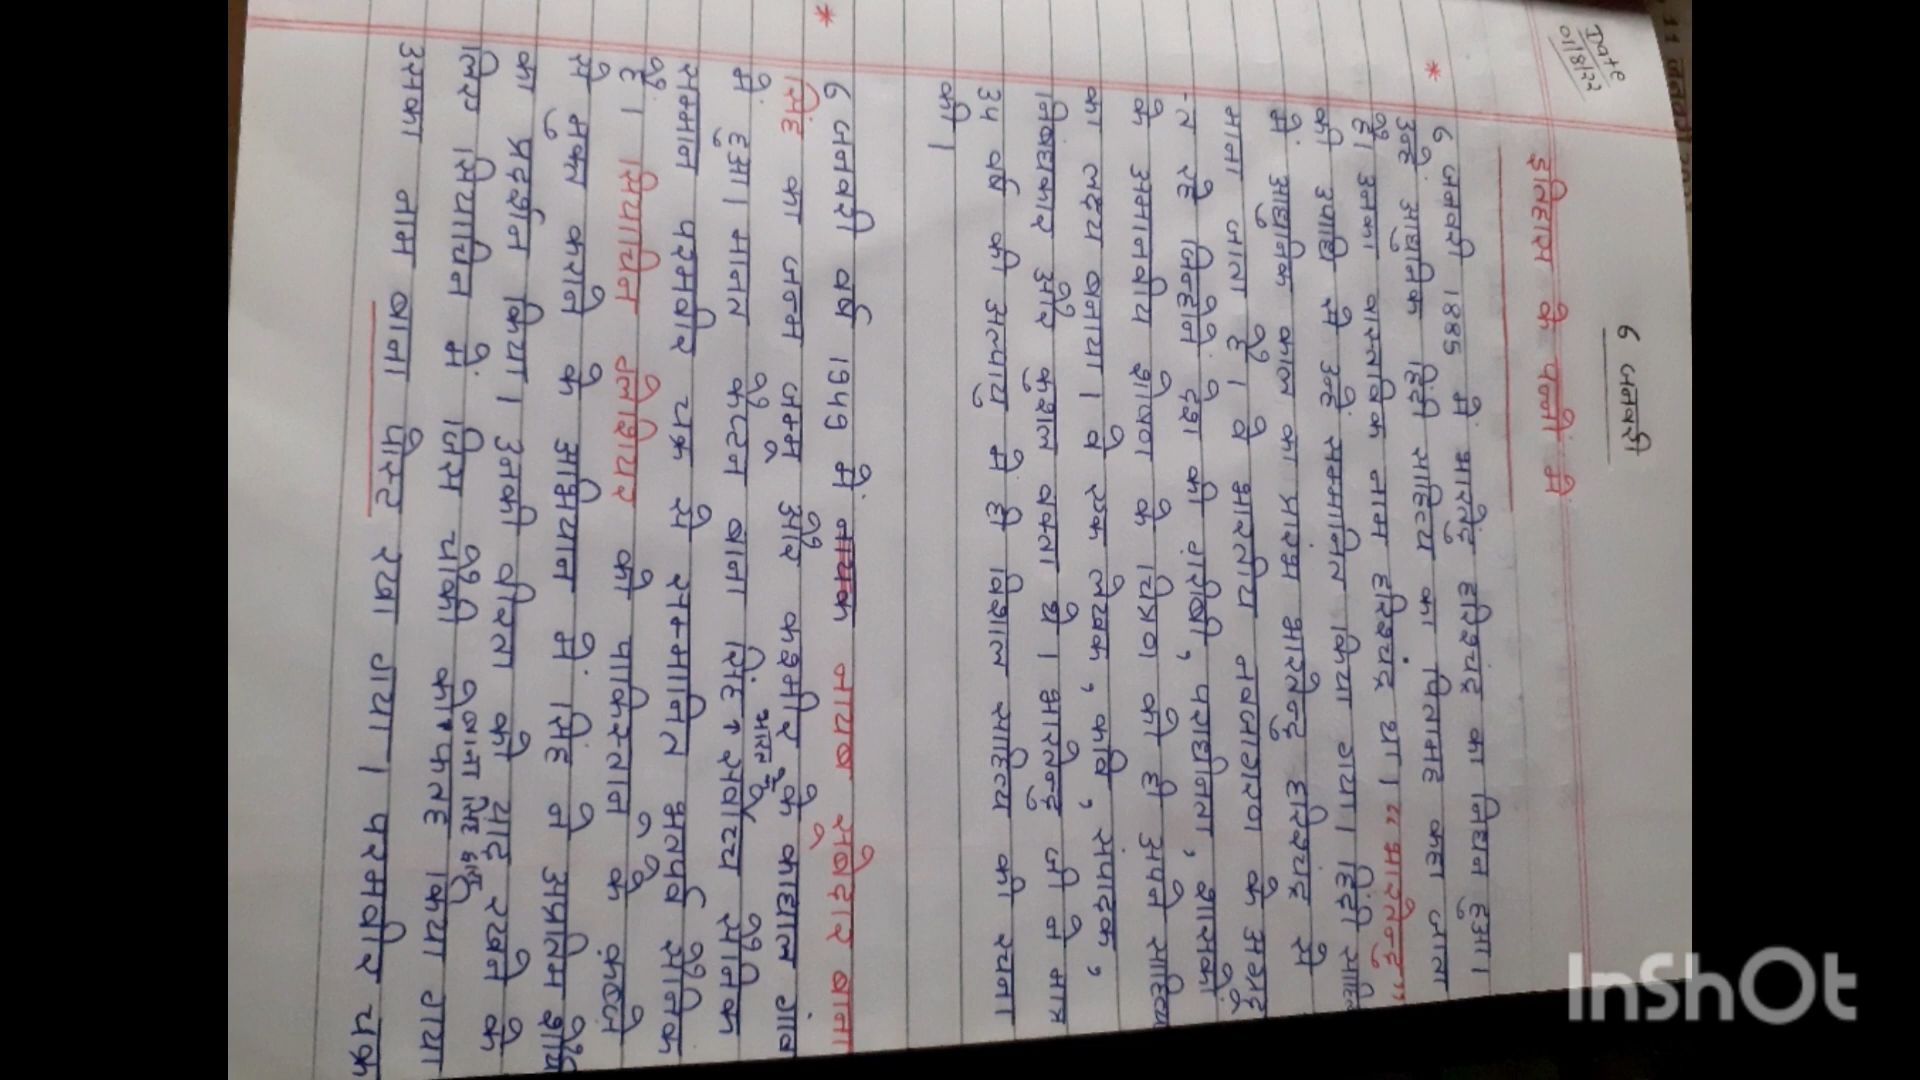 Date
01/8/22
6 जनवरी
इतिहास के पन्नों में
* 6 जनवरी 1885 में भारतेंदु हरिश्चंद्र का निधन हुआ।
उन्हें आधुनिक हिंदी साहित्य का पितामह कहा जाता
है। उनका वास्तविक नाम हरिश्चंद्र था। "भारतेन्दु"
की उपाधि से उन्हें सम्मानित किया गया। हिंदी साहि
में आधुनिक काल का प्रारंभ भारतेन्दु हरिश्चंद्र से
माना जाता है। वे भारतीय नवजागरण के अग्रदू
-त रहे जिन्होंने देश की गरीबी, पराधीनता, शासकों
के अमानवीय शोषण के चित्रण को ही अपने साहित्य
का लक्ष्य बनाया। वे एक लेखक, कवि, संपादक,
निबंधकार और कुशल वक्ता थे। भारतेन्दु जी ने मात्र
34 वर्ष की अल्पायु में ही विशाल साहित्य की रचना
की।
* 6 जनवरी वर्ष 1949 में नायब सूबेदार बाना
सिंह का जन्म जम्मू और कश्मीर के काद्याल गांव
में हुआ। मानत कैप्टन बाना सिंह भारत के सर्वोच्च सैनिक
सम्मान परमवीर चक्र से सम्मानित भूतपूर्व सैनिक
है। सियाचिन ग्लेशियर को पाकिस्तान के कब्जे
से मुक्त कराने के अभियान में सिंह ने अप्रतिम शौर्य
का प्रदर्शन किया। उनकी वीरता को याद रखने के
लिए सियाचिन में जिस चौकी को बाना सिंह द्वारा फतह किया गया
उसका नाम बाना पोस्ट रखा गया। परमवीर चक्र
InShOt